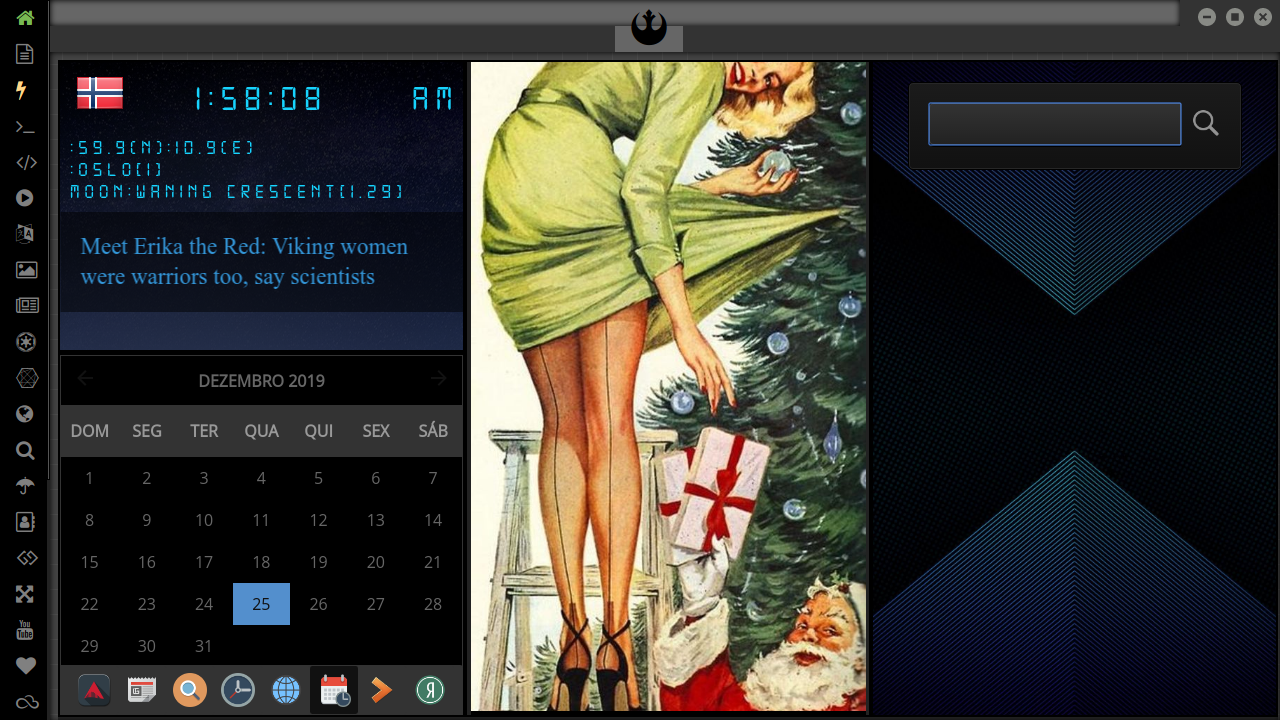 1:58:08 AM
:59.9(N):10.9(E)
:OSLO(1)
MOON:WANING CRESCENT(1.29)
Meet Erika the Red: Viking women
were warriors too, say scientists
DEZEMBRO 2019
DOM SEG TER QUA QUI SEX SÁB
1 2 3 4 5 6 7
8 9 10 11 12 13 14
15 16 17 18 19 20 21
22 23 24 25 26 27 28
29 30 31
You
Tube
Я